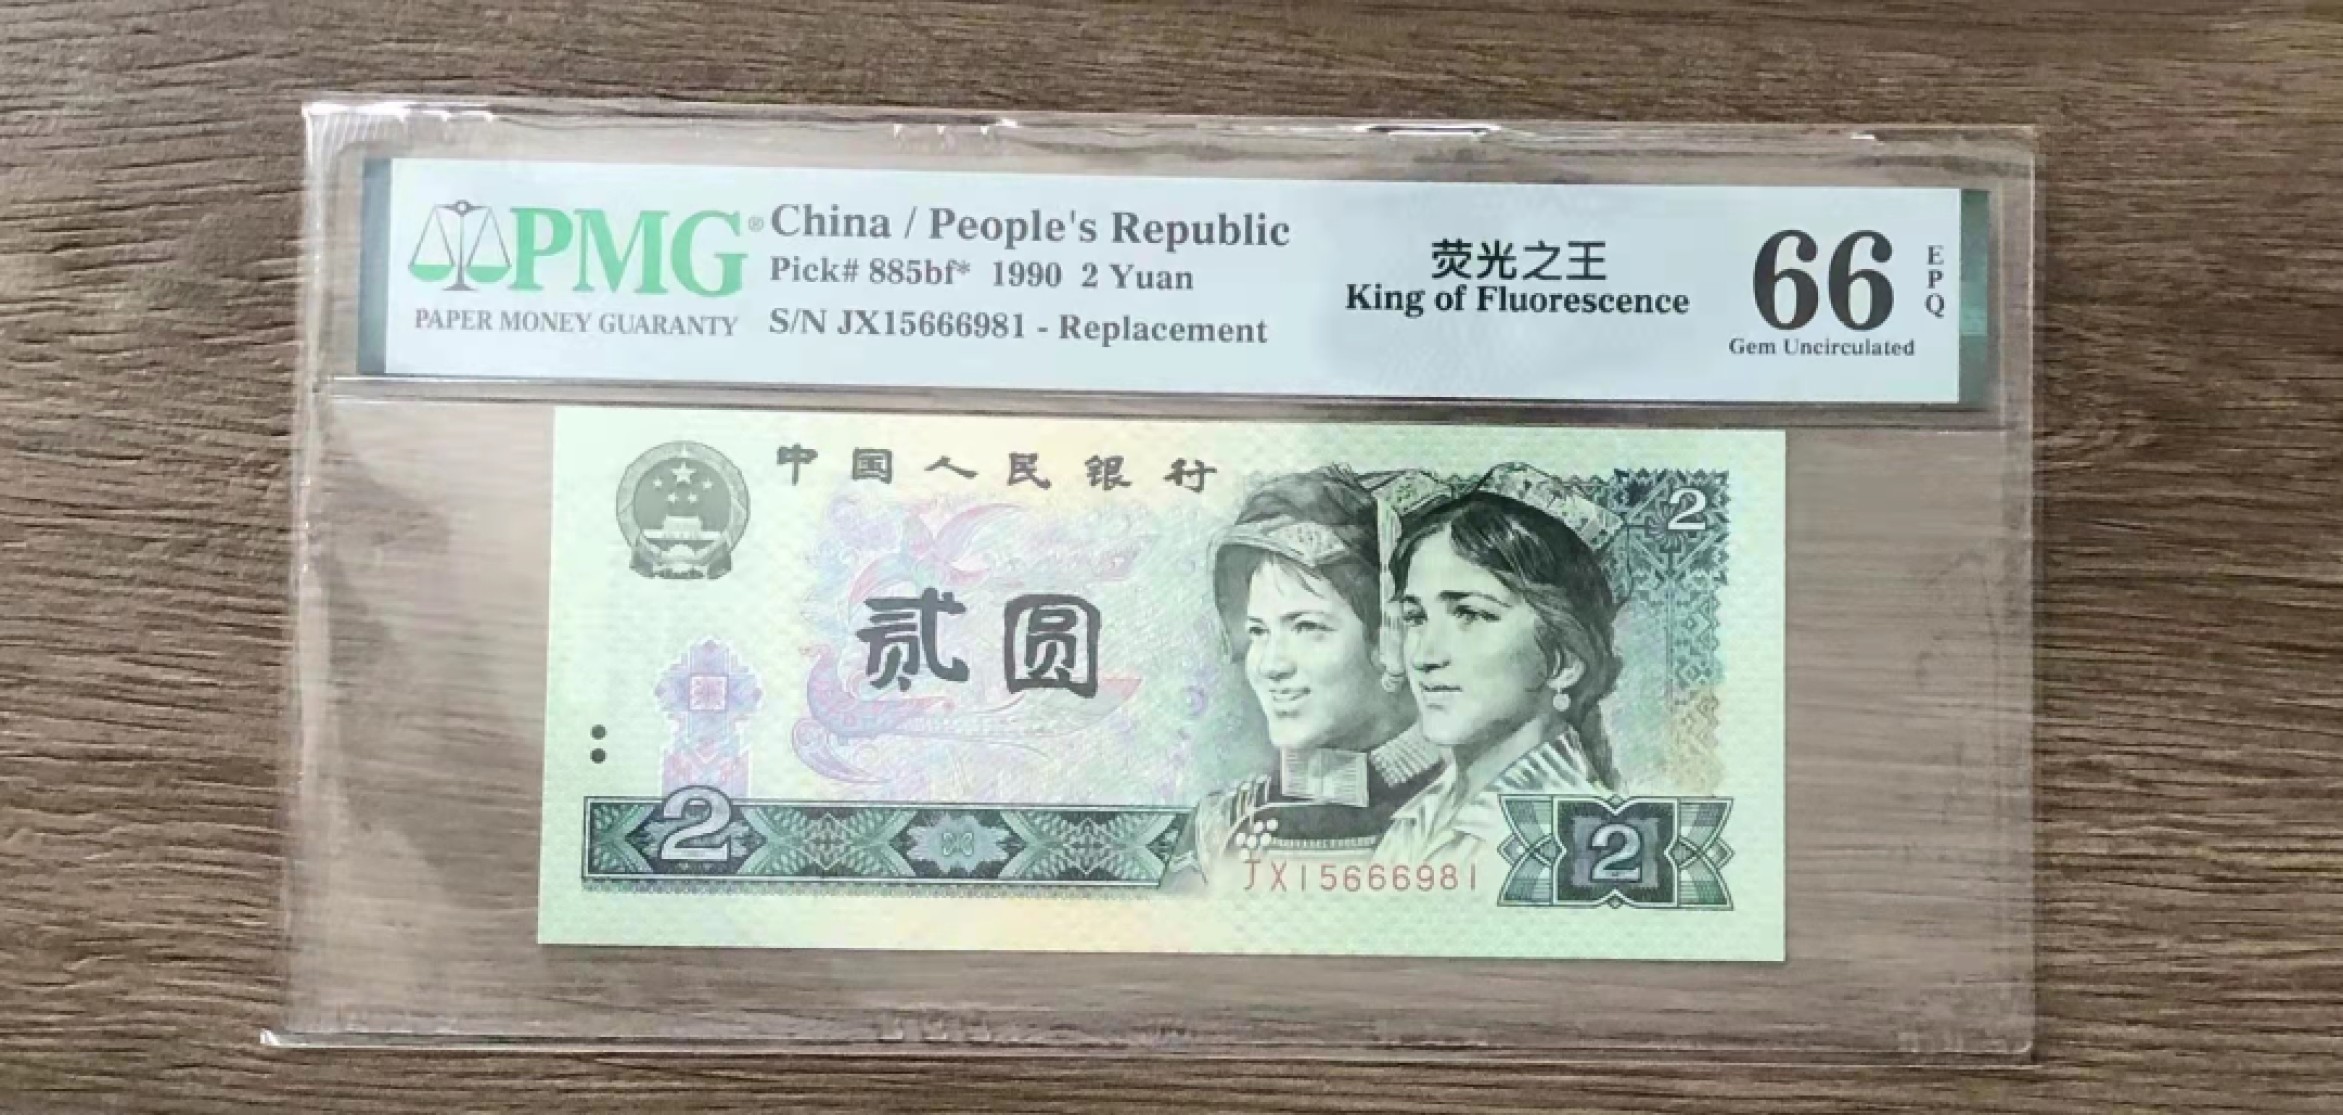 PMG®
PAPER MONEY GUARANTY
China / People's Republic
Pick# 885bf* 1990 2 Yuan
S/N JX15666981 - Replacement
荧光之王
King of Fluorescence
66
EPQ
Gem Uncirculated
中国人民银行
2
贰圆
2
JX15666981
2